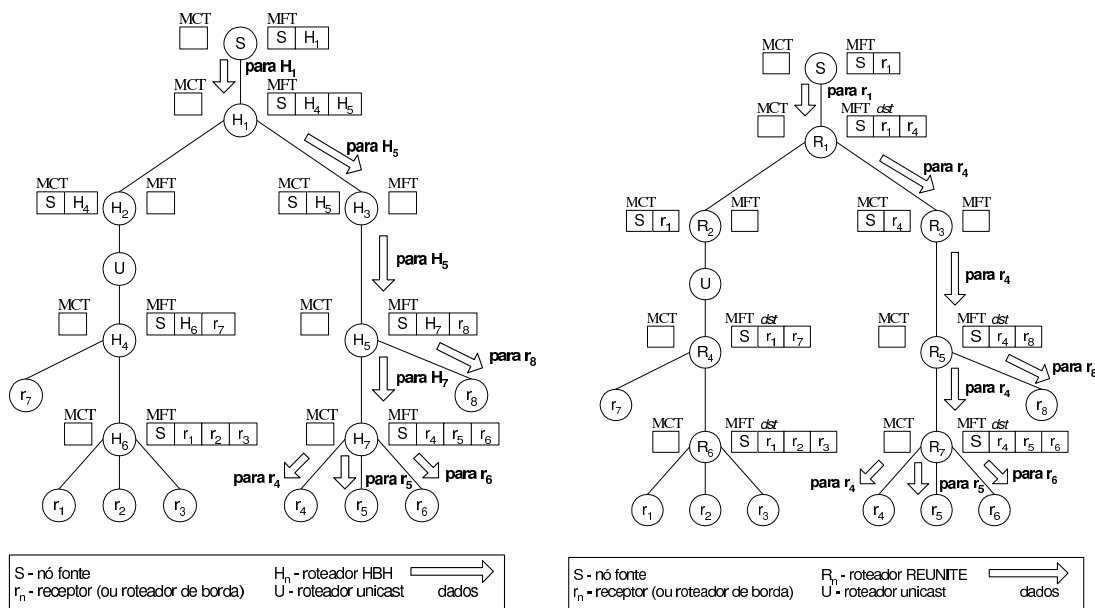 MCT MFT
S S H1
para H1
MCT MFT
S H4 H5
H1
para H5
MCT MFT MCT MFT
S H4 H2 S H5 H3
U
para H5
MCT MFT MCT MFT
S H6 r7 S H7 r8
H4 H5
para r8
para H7
r7 r8
MCT MFT MCT MFT
H6 S r1 r2 r3 H7 S r4 r5 r6
para r4 para r5 para r6
r1 r2 r3 r4 r5 r6
S - nó fonte Hn - roteador HBH
rn - receptor (ou roteador de borda) U - roteador unicast dados
MCT MFT
S S r1
para r1
MCT MFT dst
S r1 r4
R1
para r4
MCT MFT MCT MFT
S r1 R2 S r4 R3
U
para r4
MCT MFT dst MCT MFT dst
S r1 r7 S r4 r8
R4 R5
para r8
para r4
r7 r8
MCT MFT dst MCT MFT dst
R6 S r1 r2 r3 R7 S r4 r5 r6
para r4 para r5 para r6
r1 r2 r3 r4 r5 r6
S - nó fonte Rn - roteador REUNITE
rn - receptor (ou roteador de borda) U - roteador unicast dados